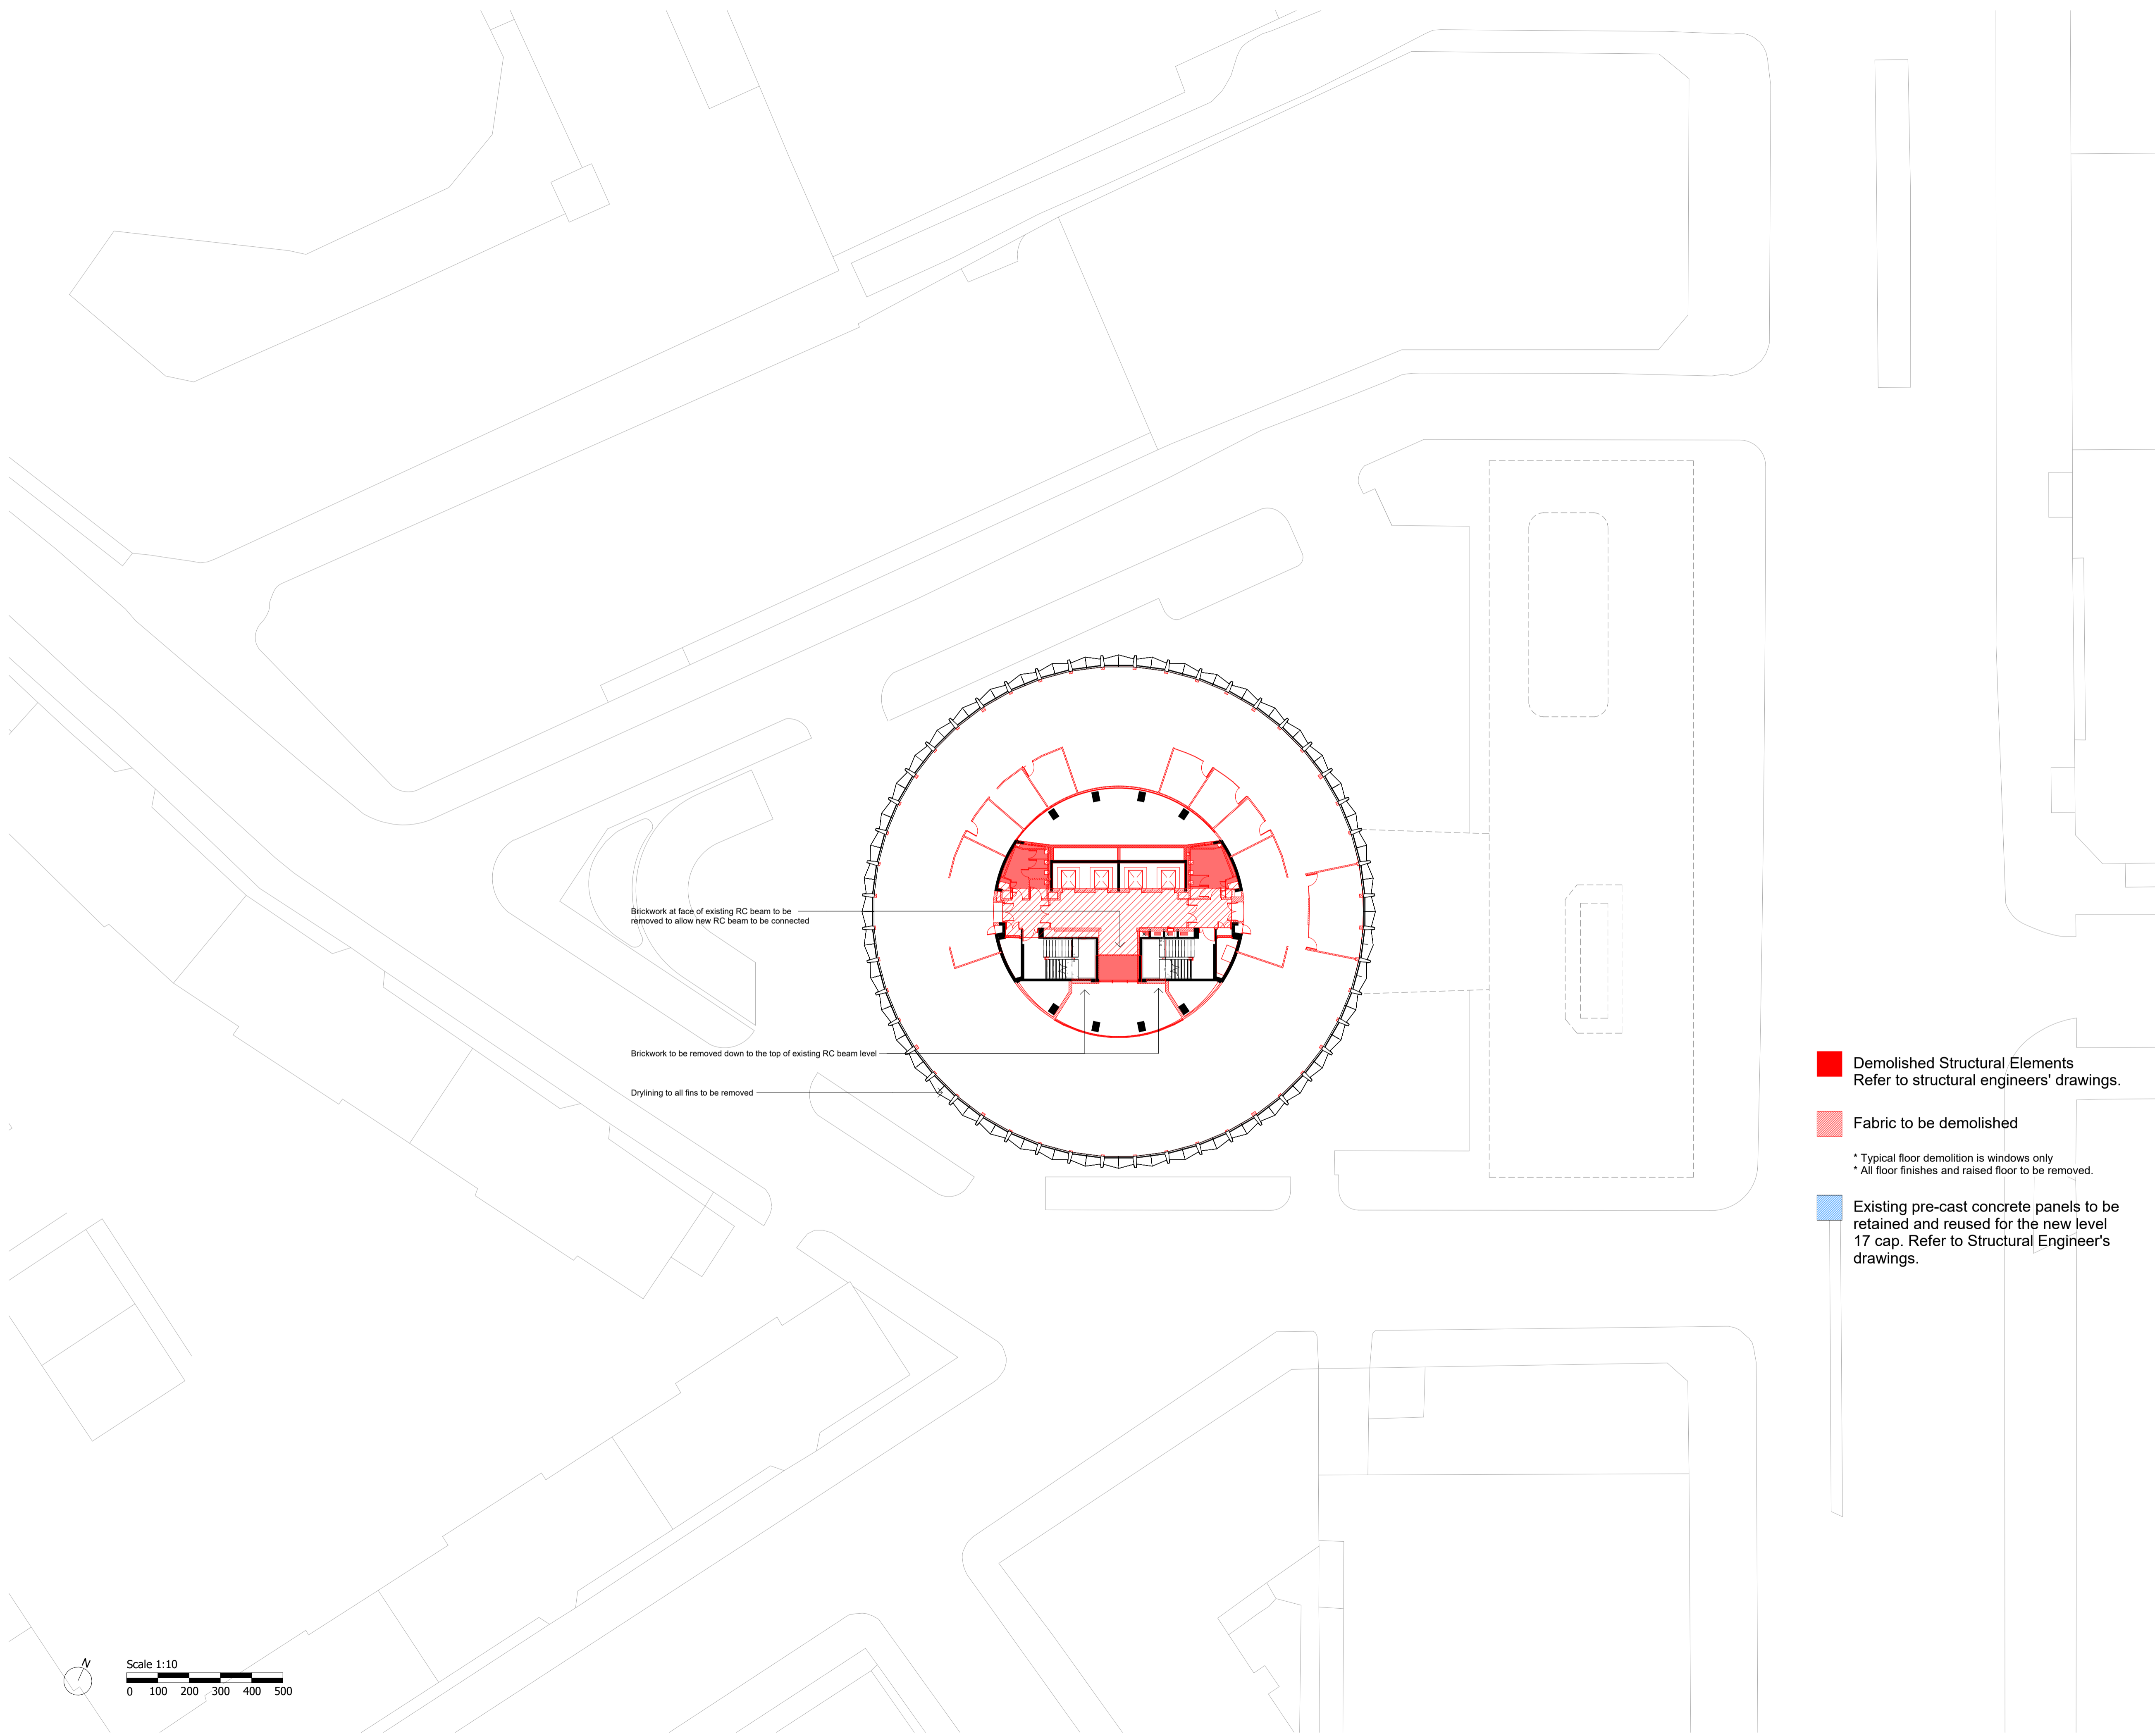 Brickwork at face of existing RC beam to be
removed to allow new RC beam to be connected
Brickwork to be removed down to the top of existing RC beam level
Drylining to all fins to be removed
Demolished Structural Elements
Refer to structural engineers' drawings.
Fabric to be demolished
* Typical floor demolition is windows only
* All floor finishes and raised floor to be removed.
Existing pre-cast concrete panels to be
retained and reused for the new level
17 cap. Refer to Structural Engineer's
drawings.
N
Scale 1:10
0 100 200 300 400 500